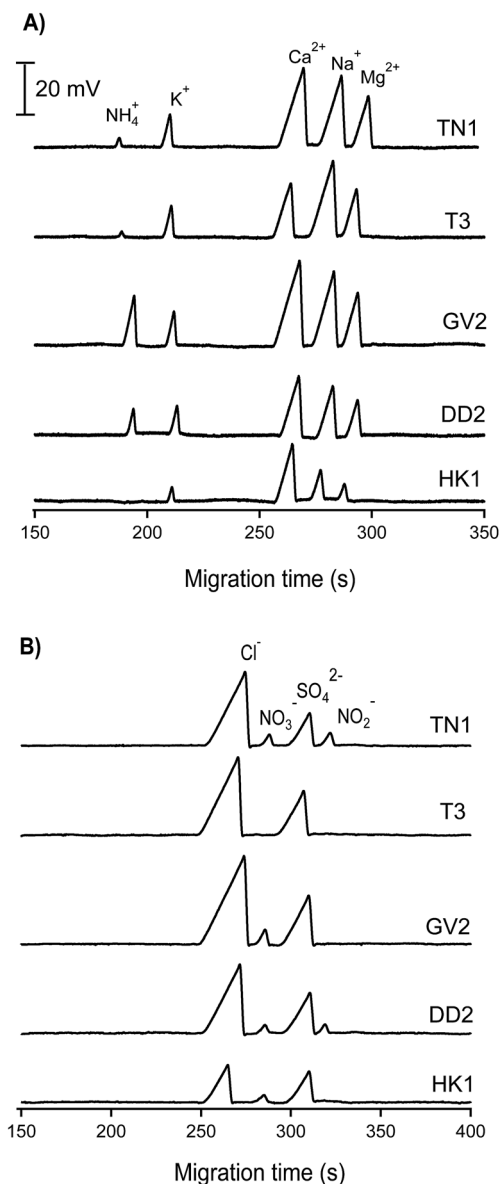 A)
20 mV
NH₄⁺
K⁺
Ca²⁺
Na⁺
Mg²⁺
TN1
T3
GV2
DD2
HK1
150 200 250 300 350
Migration time (s)
B)
Cl⁻
NO₃⁻
SO₄²⁻
NO₂⁻
TN1
T3
GV2
DD2
HK1
150 200 250 300 350 400
Migration time (s)